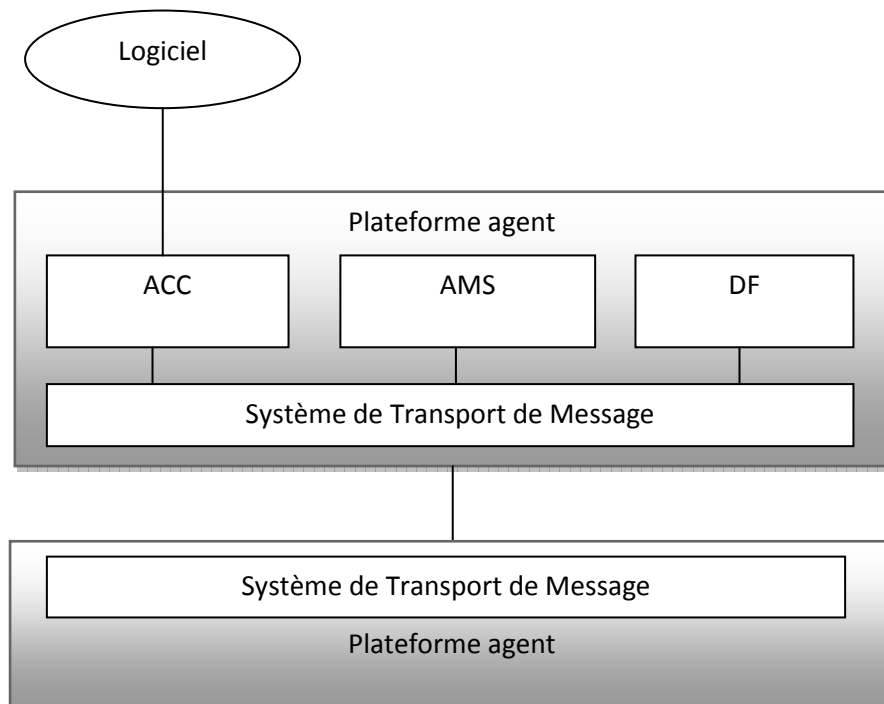 Logiciel
Plateforme agent
ACC
AMS
DF
Système de Transport de Message
Système de Transport de Message
Plateforme agent